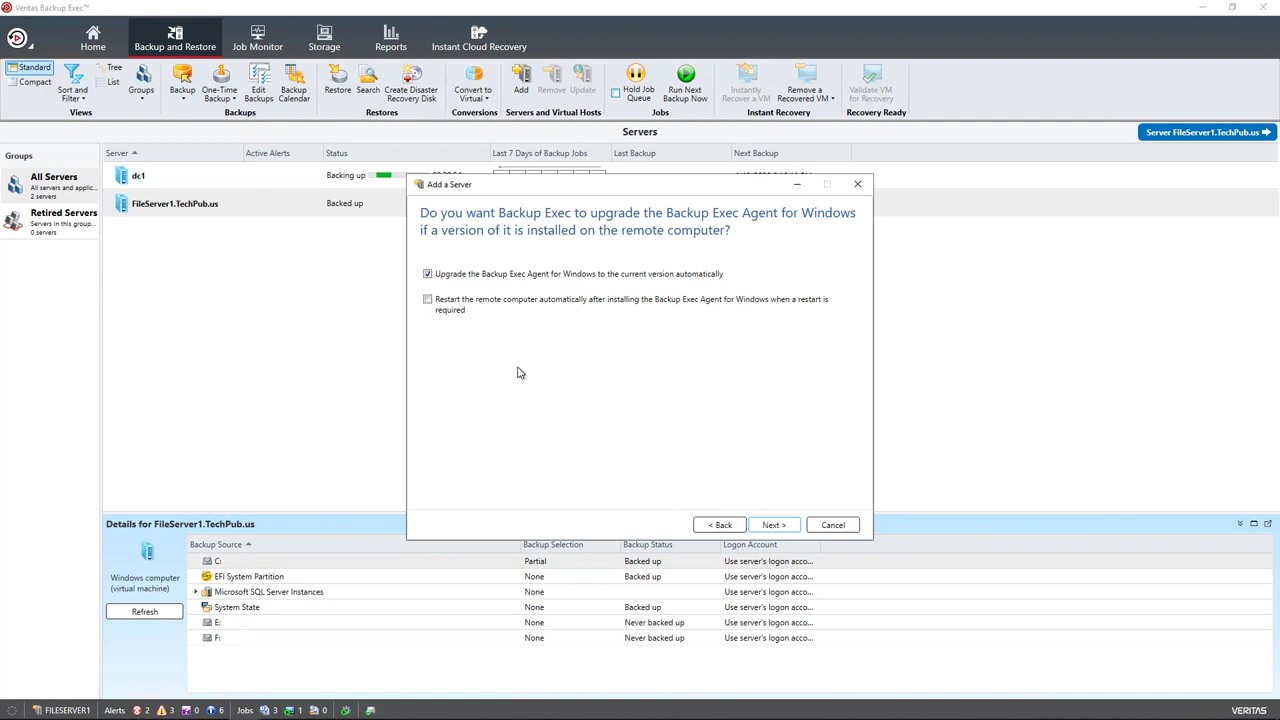 Veritas Backup Exec™
Home
Backup and Restore
Job Monitor
Storage
Reports
Instant Cloud Recovery
Standard
Compact
Sort and
Filter
Tree
List
Groups
Views
Backup
One-Time
Backup
Edit
Backups
Backup
Calendar
Backups
Restore
Search
Create Disaster
Recovery Disk
Restores
Convert to
Virtual
Conversions
Add
Remove
Update
Servers and Virtual Hosts
Hold Job
Queue
Run Next
Backup Now
Jobs
Instantly
Recover a VM
Remove a
Recovered VM
Instant Recovery
Validate VM
for Recovery
Recovery Ready
Servers
Server FileServer1.TechPub.us
Groups
All Servers
All servers and applic...
2 servers
Retired Servers
Servers in this group...
0 servers
Server
Active Alerts
Status
Last 7 Days of Backup Jobs
Last Backup
Next Backup
dc1
Backing up
FileServer1.TechPub.us
Backed up
Add a Server
Do you want Backup Exec to upgrade the Backup Exec Agent for Windows
if a version of it is installed on the remote computer?
Upgrade the Backup Exec Agent for Windows to the current version automatically
Restart the remote computer automatically after installing the Backup Exec Agent for Windows when a restart is
required
< Back
Next >
Cancel
Details for FileServer1.TechPub.us
Windows computer
(virtual machine)
Refresh
Backup Source
Backup Selection
Backup Status
Logon Account
C:
Partial
Backed up
Use server's logon acco...
EFI System Partition
None
Backed up
Use server's logon acco...
Microsoft SQL Server Instances
None
Use server's logon acco...
System State
None
Backed up
Use server's logon acco...
E:
None
Never backed up
Use server's logon acco...
F:
None
Never backed up
Use server's logon acco...
FILESERVER1
Alerts
2
3
0
6
Jobs
3
1
0
VERITAS